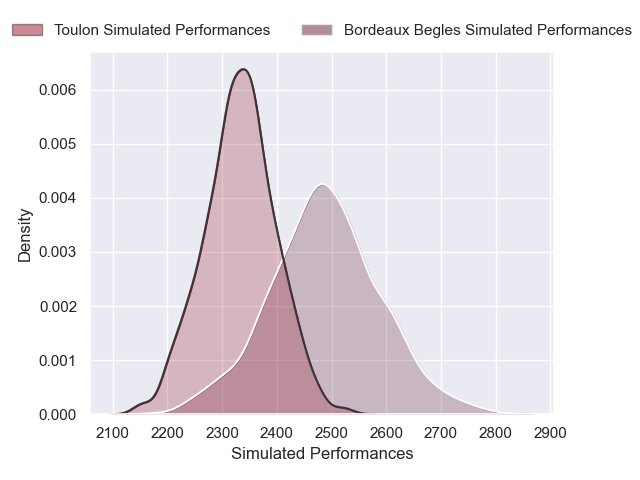 Toulon Simulated Performances
Bordeaux Begles Simulated Performances
0.006
0.005
0.004
0.003
0.002
0.001
0.000
Density
2100 2200 2300 2400 2500 2600 2700 2800 2900
Simulated Performances